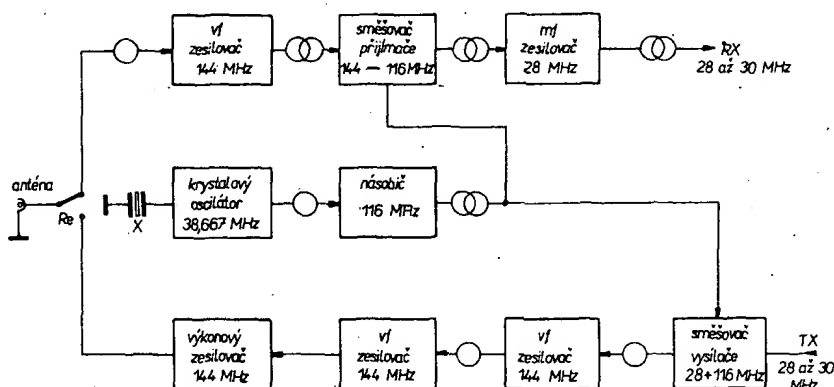 vf
zesilovač
144 MHz
směšovač
přijímače
144 — 116 MHz
mf
zesilovač
28 MHz
RX
28 až 30 MHz
anténa
Re
X
krystalový
oscilátor
38,667 MHz
násobič
116 MHz
výkonový
zesilovač
144 MHz
vf
zesilovač
144 MHz
vf
zesilovač
144 MHz
směšovač
vysílače
28+116 MHz
TX
28 až 30
MHz